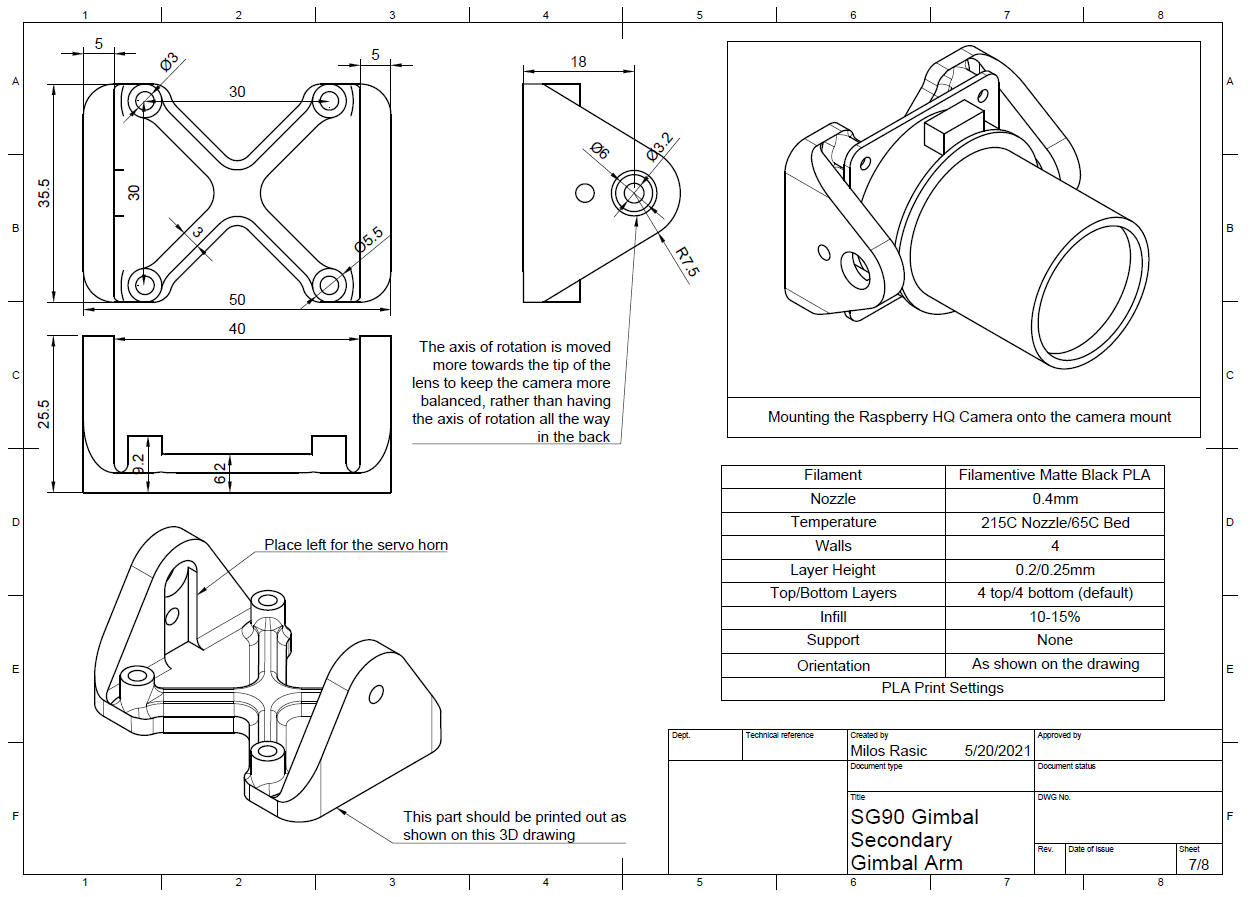 1 2 3 4 5 6 7 8
A
B
C
D
E
F
5
Ø3
5
30
35.5
30
3
Ø5.5
50
18
Ø6
Ø3.2
R7.5
40
25.5
9.2
6.2
The axis of rotation is moved
more towards the tip of the
lens to keep the camera more
balanced, rather than having
the axis of rotation all the way
in the back
Mounting the Raspberry HQ Camera onto the camera mount
Place left for the servo horn
This part should be printed out as
shown on this 3D drawing
Filament Filamentive Matte Black PLA
Nozzle 0.4mm
Temperature 215C Nozzle/65C Bed
Walls 4
Layer Height 0.2/0.25mm
Top/Bottom Layers 4 top/4 bottom (default)
Infill 10-15%
Support None
Orientation As shown on the drawing
PLA Print Settings
Dept. Technical reference Created by Approved by
Milos Rasic 5/20/2021
Document type Document status
Title DWG No.
SG90 Gimbal
Secondary
Gimbal Arm
Rev. Date of issue Sheet
7/8
A
B
C
D
E
F
1 2 3 4 5 6 7 8